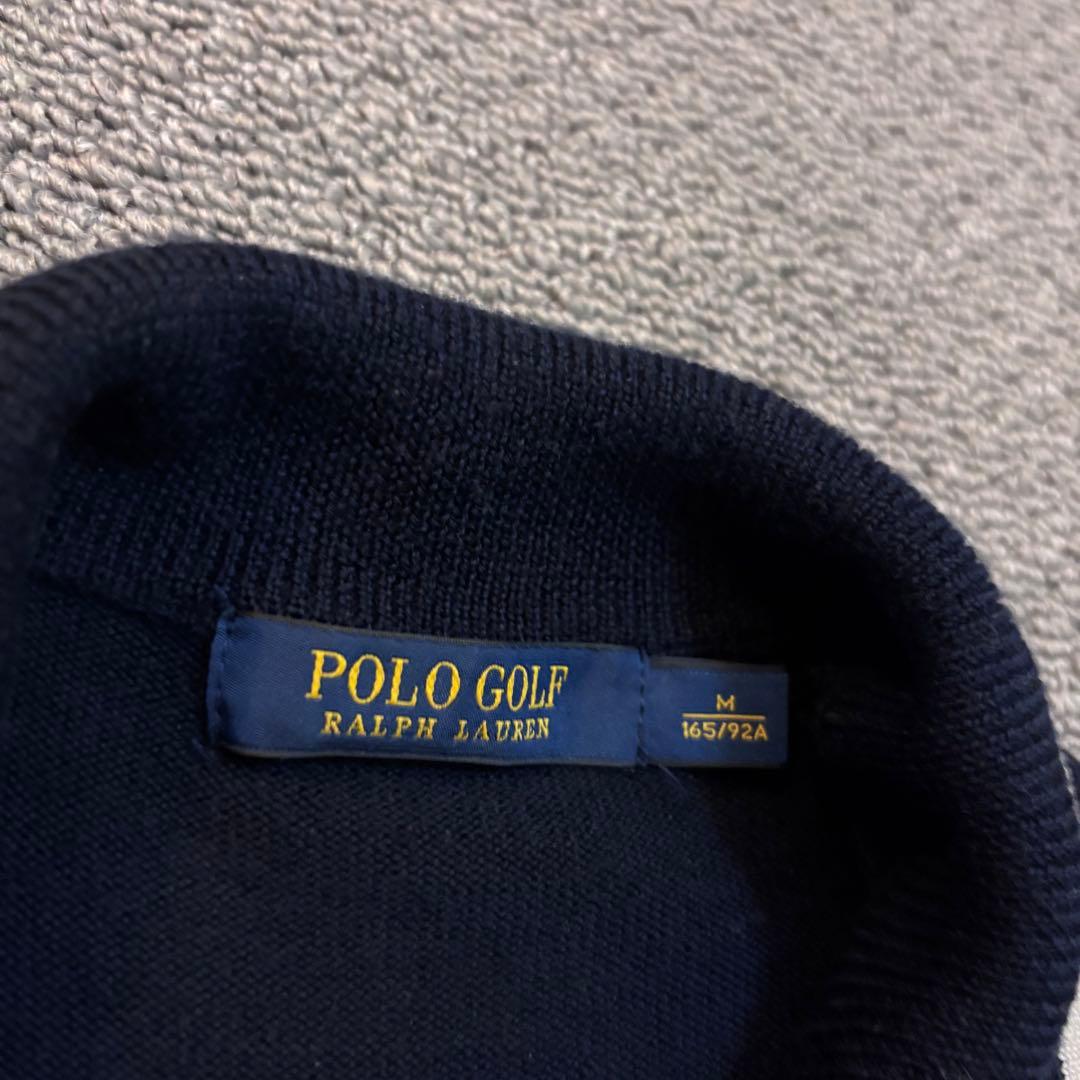 POLO GOLF
RALPH LAUREN
M
165/92A